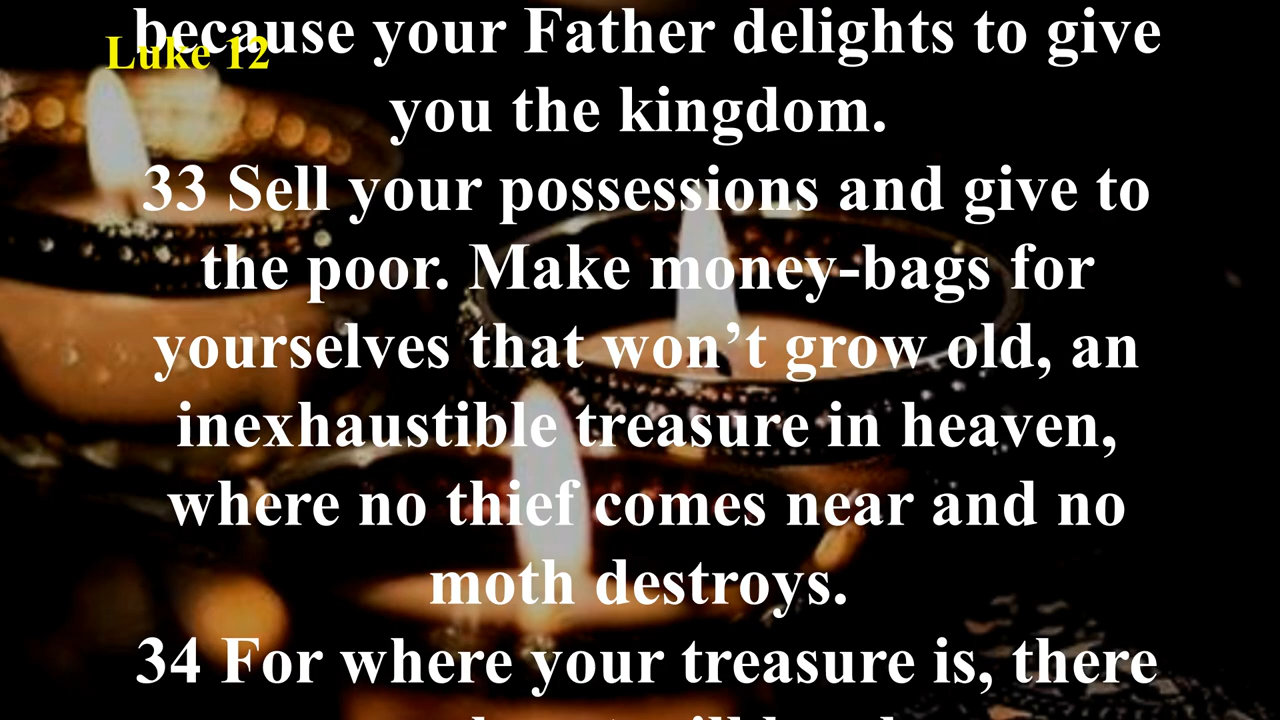 Luke 12
because your Father delights to give
you the kingdom.
33 Sell your possessions and give to
the poor. Make money-bags for
yourselves that won’t grow old, an
inexhaustible treasure in heaven,
where no thief comes near and no
moth destroys.
34 For where your treasure is, there